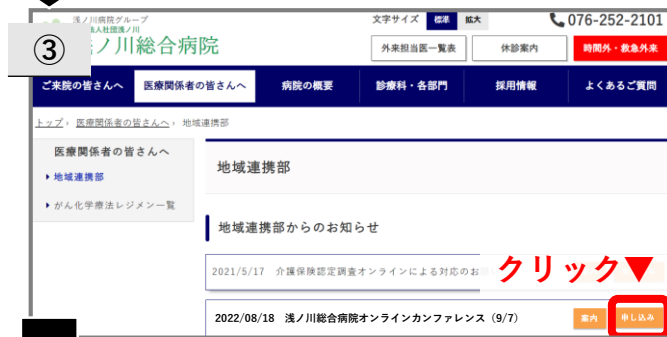 浅ノ川病院グループ
文字サイズ 標準 拡大
076-252-2101
③
ノ川総合病院
外来担当医一覧表
休診案内
時間外・救急外来
ご来院の皆さんへ
医療関係者の皆さんへ
病院の概要
診療科・各部門
採用情報
よくあるご質問
トップ › 医療関係者の皆さんへ › 地域連携部
医療関係者の皆さんへ
地域連携部
がん化学療法レジメン一覧
地域連携部
地域連携部からのお知らせ
2021/5/17 介護保険認定調査オンラインによる対応のお
クリック▼
2022/08/18 浅ノ川総合病院オンラインカンファレンス（9/7）
案内
申し込み